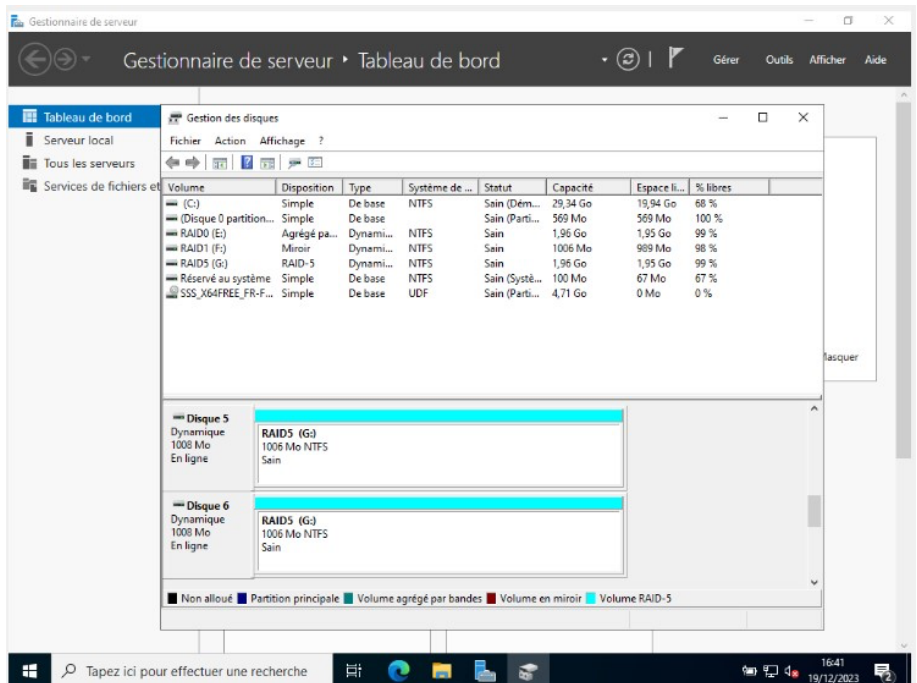 Gestionnaire de serveur
Gestionnaire de serveur ‣ Tableau de bord
Gérer Outils Afficher Aide
Tableau de bord
Serveur local
Tous les serveurs
Services de fichiers et
Gestion des disques
Fichier Action Affichage ?
Volume Disposition Type Système de ... Statut Capacité Espace li... % libres
(C:) Simple De base NTFS Sain (Dém... 29,34 Go 19,94 Go 68 %
(Disque 0 partition... Simple De base Sain (Parti... 569 Mo 569 Mo 100 %
RAID0 (E:) Agrégé pa... Dynami... NTFS Sain 1,96 Go 1,95 Go 99 %
RAID1 (F:) Miroir Dynami... NTFS Sain 1006 Mo 989 Mo 98 %
RAID5 (G:) RAID-5 Dynami... NTFS Sain 1,96 Go 1,95 Go 99 %
Réservé au système Simple De base NTFS Sain (Systè... 100 Mo 67 Mo 67 %
SSS_X64FREE_FR-F... Simple De base UDF Sain (Parti... 4,71 Go 0 Mo 0 %
Masquer
Disque 5
Dynamique
1008 Mo
En ligne
RAID5 (G:)
1006 Mo NTFS
Sain
Disque 6
Dynamique
1008 Mo
En ligne
RAID5 (G:)
1006 Mo NTFS
Sain
Non alloué Partition principale Volume agrégé par bandes Volume en miroir Volume RAID-5
Tapez ici pour effectuer une recherche
16:41
19/12/2023
2